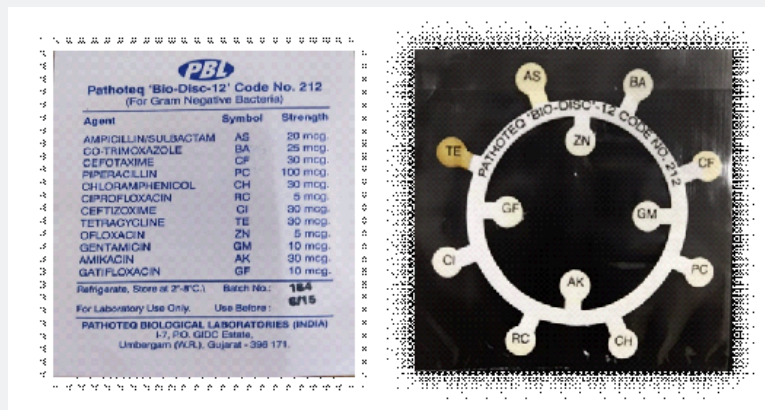 PBL
Pathoteq 'Bio-Disc-12' Code No. 212
(For Gram Negative Bacteria)
Agent Symbol Strength
AMPICILLIN/SULBACTAM AS 20 mcg.
CO-TRIMOXAZOLE BA 25 mcg.
CEFOTAXIME CF 30 mcg.
PIPERACILLIN PC 100 mcg.
CHLORAMPHENICOL CH 30 mcg.
CIPROFLOXACIN RC 5 mcg.
CEFTIZOXIME CI 30 mcg.
TETRACYCLINE TE 30 mcg.
OFLOXACIN ZN 5 mcg.
GENTAMICIN GM 10 mcg.
AMIKACIN AK 30 mcg.
GATIFLOXACIN GF 10 mcg.
Refrigerate, Store at 2°-8°C. Batch No.: 184
For Laboratory Use Only. Use Before: 6/15
PATHOTEQ BIOLOGICAL LABORATORIES (INDIA)
I-7, P.O. GIDC Estate,
Umbergam (W.R.), Gujarat - 396 171.
AS
BA
PATHOTEQ 'BIO-DISC'-12 CODE NO. 212
TE
ZN
CF
GF
GM
CI
PC
AK
RC
CH